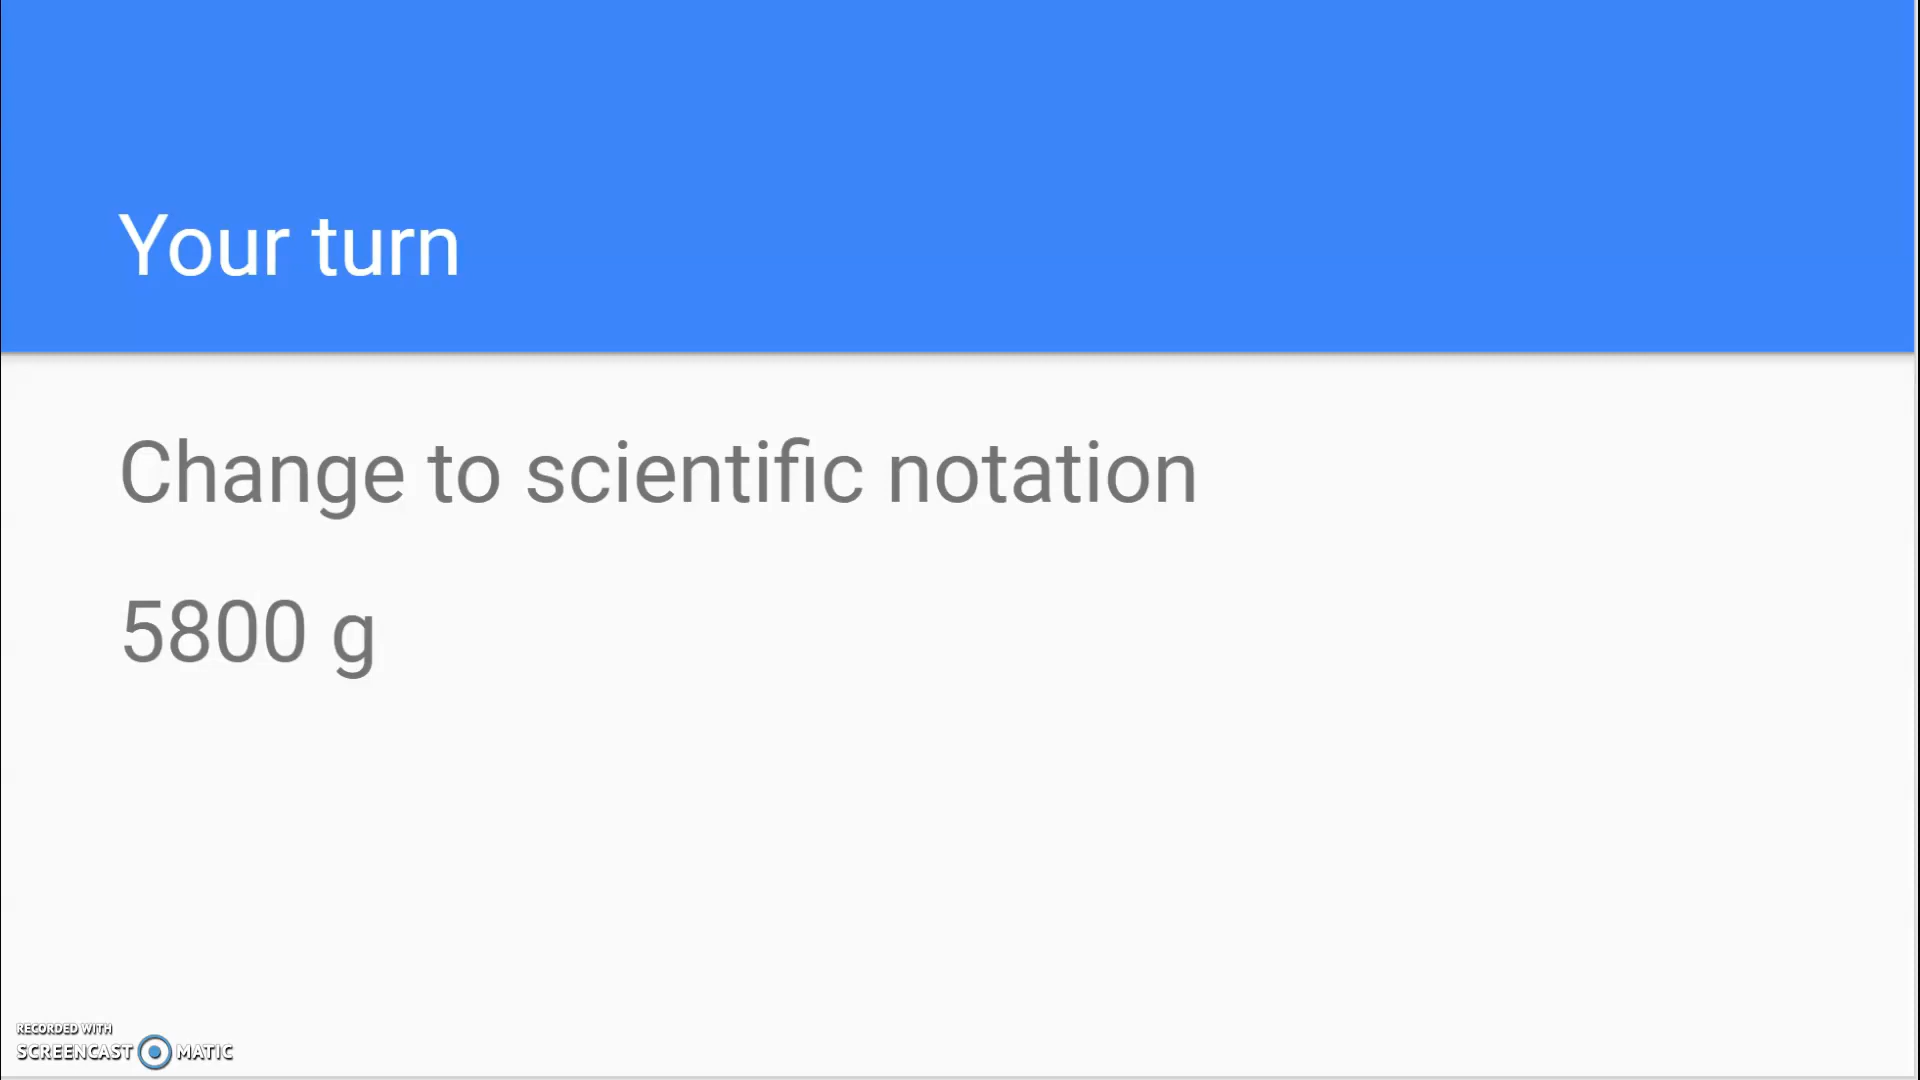 Your turn
Change to scientific notation
5800 g
RECORDED WITH
SCREENCAST MATIC